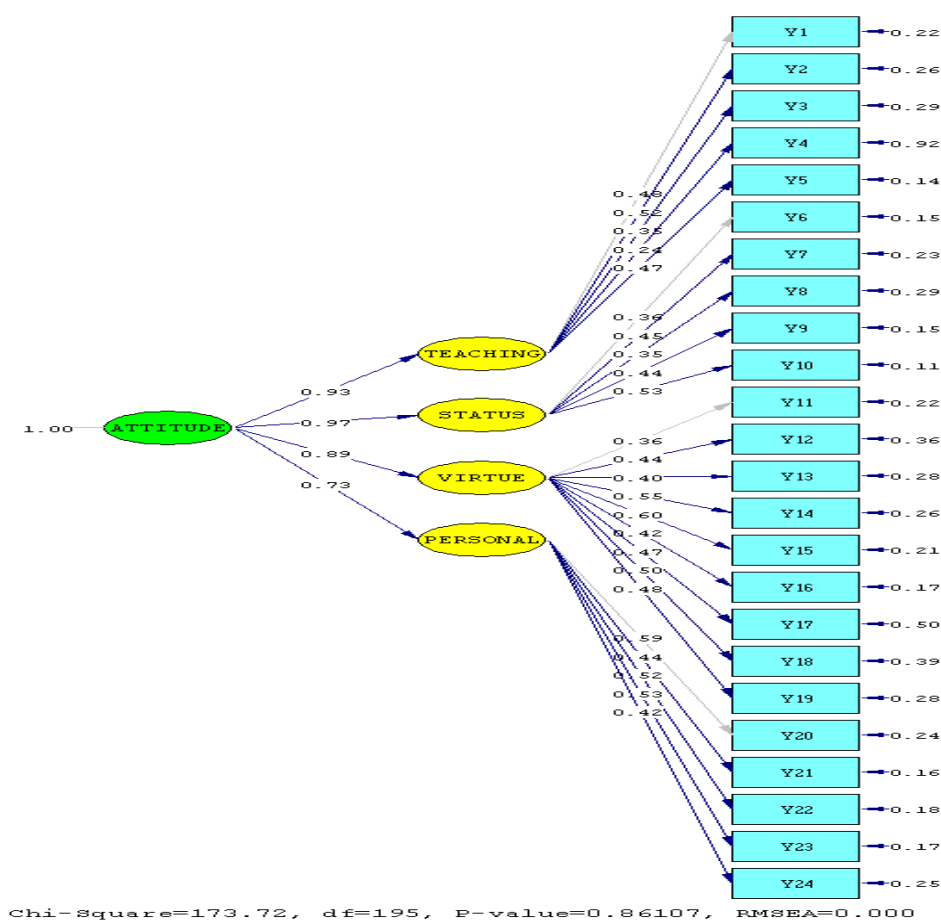 Y1 0.22
Y2 0.26
Y3 0.29
Y4 0.92
Y5 0.14
Y6 0.15
Y7 0.23
Y8 0.29
Y9 0.15
Y10 0.11
Y11 0.22
Y12 0.36
Y13 0.28
Y14 0.26
Y15 0.21
Y16 0.17
Y17 0.50
Y18 0.39
Y19 0.28
Y20 0.24
Y21 0.16
Y22 0.18
Y23 0.17
Y24 0.25
0.48
0.52
0.35
0.24
0.47
0.36
0.45
0.35
0.44
0.53
0.36
0.44
0.40
0.55
0.60
0.42
0.47
0.50
0.48
0.59
0.44
0.52
0.53
0.42
TEACHING
STATUS
VIRTUE
PERSONAL
0.93
0.97
0.89
0.73
1.00 ATTITUDE
Chi-Square=173.72, df=195, P-value=0.86107, RMSEA=0.000